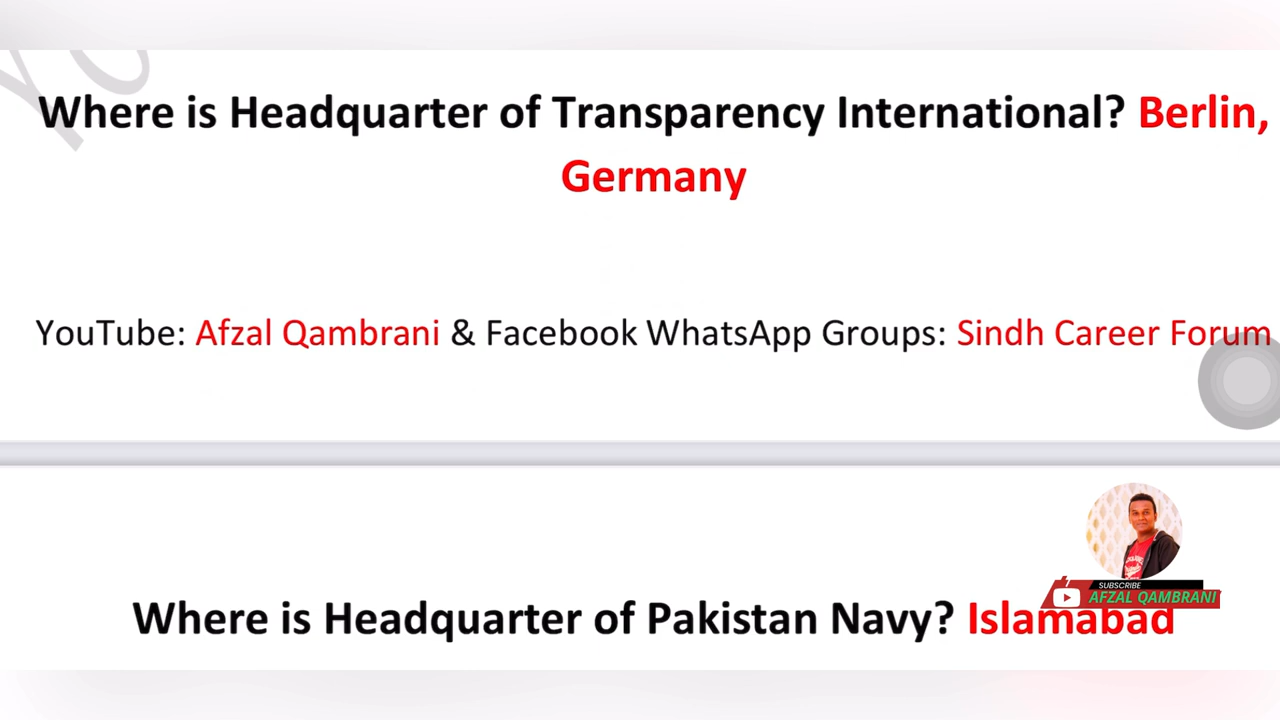 Where is Headquarter of Transparency International? Berlin,
Germany
YouTube: Afzal Qambrani & Facebook WhatsApp Groups: Sindh Career Forum
Where is Headquarter of Pakistan Navy? Islamabad
SUBSCRIBE
AFZAL QAMBRANI